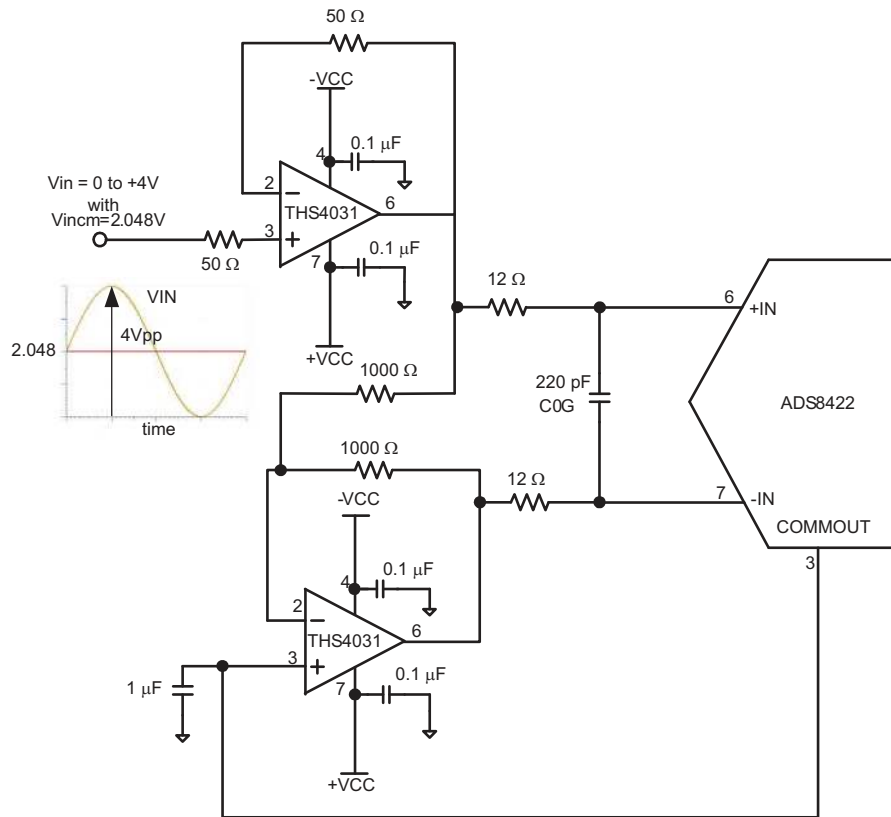 50 Ω
-VCC
0.1 μF
4
2
THS4031
6
3
7
0.1 μF
+VCC
Vin = 0 to +4V
with
Vincm=2.048V
50 Ω
VIN
4Vpp
2.048
time
12 Ω
6
+IN
1000 Ω
220 pF
C0G
ADS8422
1000 Ω
12 Ω
7
-IN
COMMOUT
3
-VCC
4
0.1 μF
2
THS4031
6
3
7
0.1 μF
1 μF
+VCC